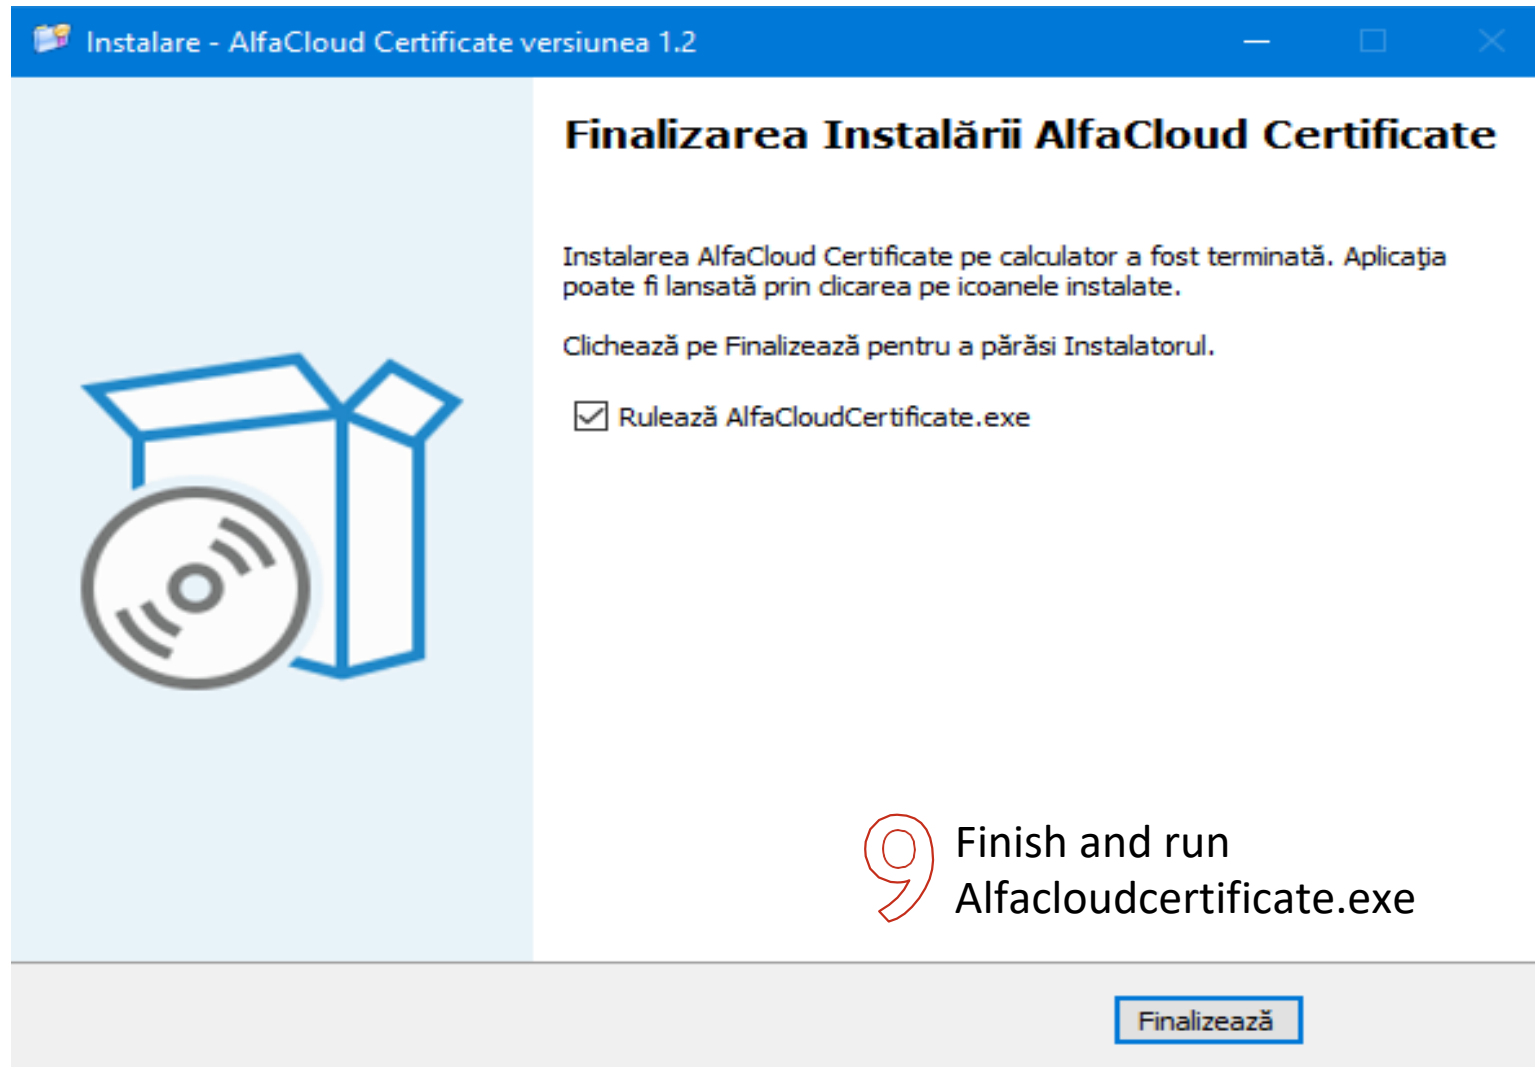 Instalare - AlfaCloud Certificate versiunea 1.2
Finalizarea Instalării AlfaCloud Certificate
Instalarea AlfaCloud Certificate pe calculator a fost terminată. Aplicaţia
poate fi lansată prin clicarea pe icoanele instalate.
Clichează pe Finalizează pentru a părăsi Instalatorul.
Rulează AlfaCloudCertificate.exe
9
Finish and run
Alfacloudcertificate.exe
Finalizează